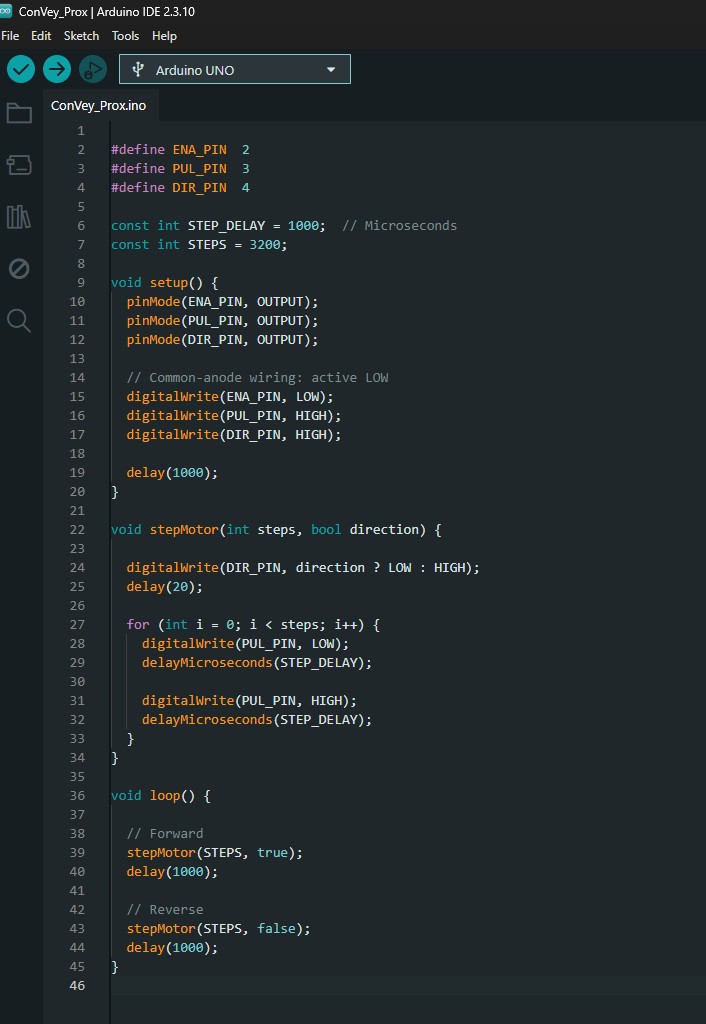 ConVey_Prox | Arduino IDE 2.3.10
File Edit Sketch Tools Help
Arduino UNO
ConVey_Prox.ino
1
2 #define ENA_PIN  2
3 #define PUL_PIN  3
4 #define DIR_PIN  4
5
6 const int STEP_DELAY = 1000;  // Microseconds
7 const int STEPS = 3200;
8
9 void setup() {
10   pinMode(ENA_PIN, OUTPUT);
11   pinMode(PUL_PIN, OUTPUT);
12   pinMode(DIR_PIN, OUTPUT);
13
14   // Common-anode wiring: active LOW
15   digitalWrite(ENA_PIN, LOW);
16   digitalWrite(PUL_PIN, HIGH);
17   digitalWrite(DIR_PIN, HIGH);
18
19   delay(1000);
20 }
21
22 void stepMotor(int steps, bool direction) {
23
24   digitalWrite(DIR_PIN, direction ? LOW : HIGH);
25   delay(20);
26
27   for (int i = 0; i < steps; i++) {
28     digitalWrite(PUL_PIN, LOW);
29     delayMicroseconds(STEP_DELAY);
30
31     digitalWrite(PUL_PIN, HIGH);
32     delayMicroseconds(STEP_DELAY);
33   }
34 }
35
36 void loop() {
37
38   // Forward
39   stepMotor(STEPS, true);
40   delay(1000);
41
42   // Reverse
43   stepMotor(STEPS, false);
44   delay(1000);
45 }
46